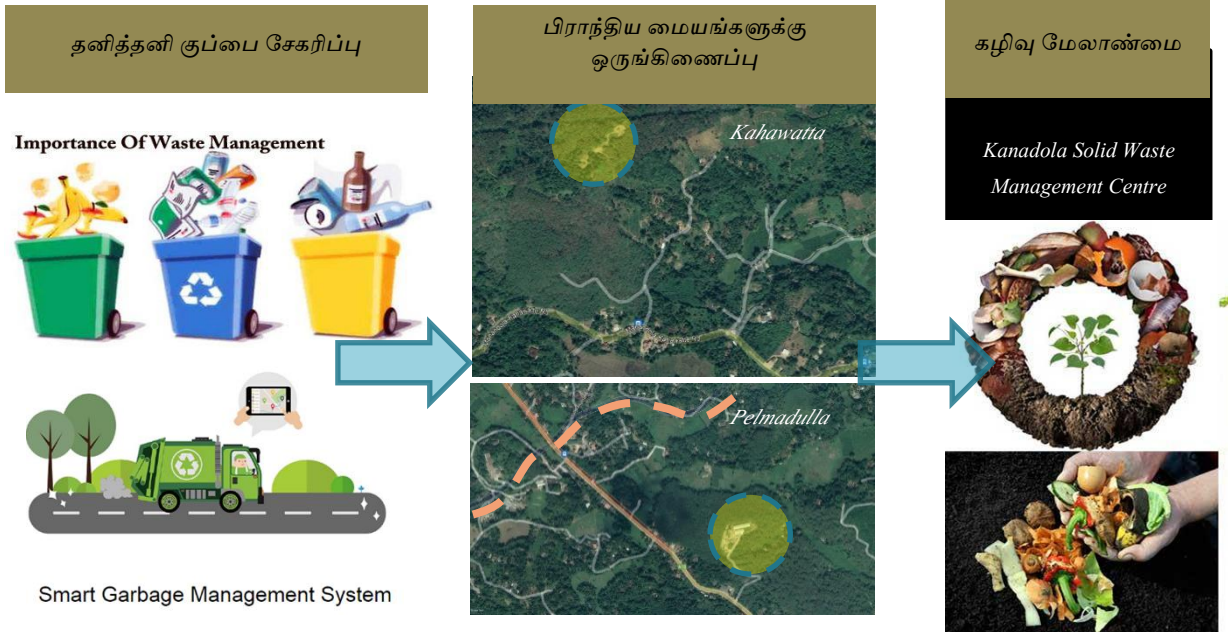 தனித்தனி குப்பை சேகரிப்பு
Importance Of Waste Management
Smart Garbage Management System
பிராந்திய மையங்களுக்கு
ஒருங்கிணைப்பு
Kahawatta
Pelmadulla
கழிவு மேலாண்மை
Kanadola Solid Waste
Management Centre